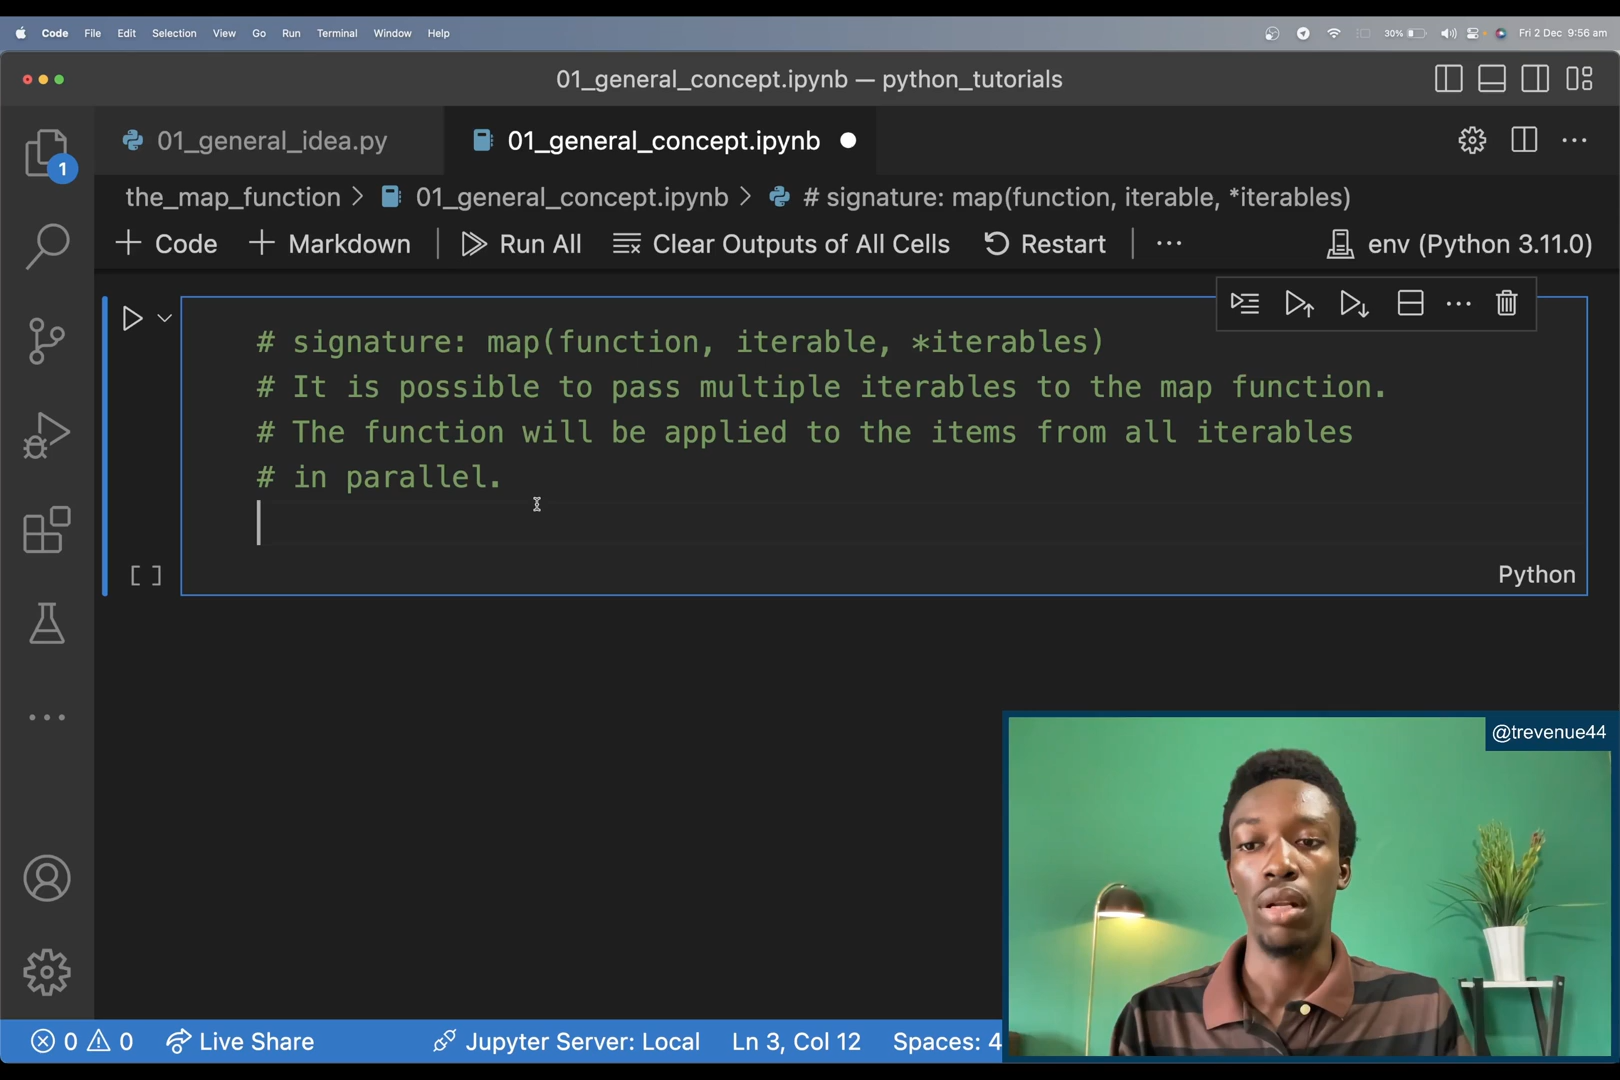 Code File Edit Selection View Go Run Terminal Window Help 30% Fri 2 Dec 9:56 am
01_general_concept.ipynb — python_tutorials
1
01_general_idea.py 01_general_concept.ipynb
the_map_function > 01_general_concept.ipynb > # signature: map(function, iterable, *iterables)
+ Code + Markdown Run All Clear Outputs of All Cells Restart ... env (Python 3.11.0)
# signature: map(function, iterable, *iterables)
# It is possible to pass multiple iterables to the map function.
# The function will be applied to the items from all iterables
# in parallel.
[ ] Python
@trevenue44
0 0 Live Share Jupyter Server: Local Ln 3, Col 12 Spaces: 4